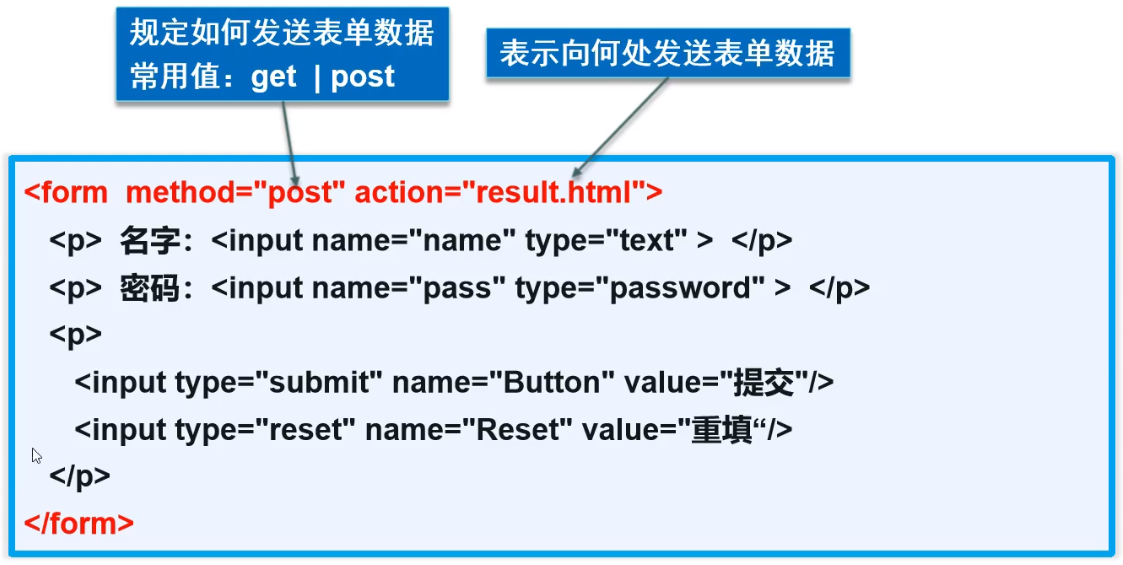 规定如何发送表单数据
常用值：get | post
表示向何处发送表单数据
<form method="post" action="result.html">
<p> 名字：<input name="name" type="text" > </p>
<p> 密码：<input name="pass" type="password" > </p>
<p>
<input type="submit" name="Button" value="提交"/>
<input type="reset" name="Reset" value="重填“/>
</p>
</form>